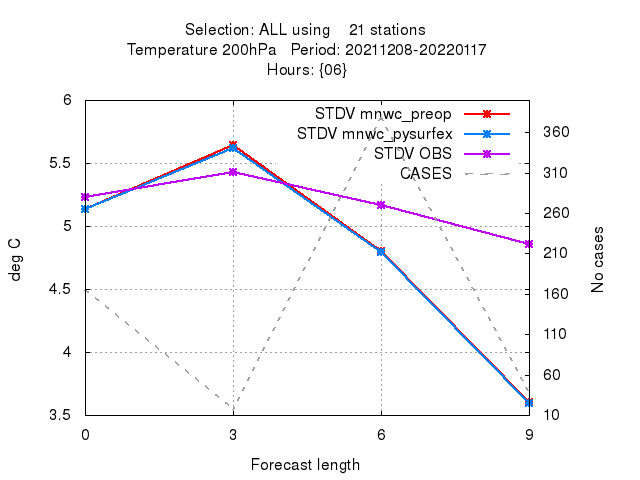 Selection: ALL using    21 stations
Temperature 200hPa   Period: 20211208-20220117
Hours: {06}
STDV mnwc_preop
STDV mnwc_pysurfex
STDV OBS
CASES
6
5.5
5
4.5
4
3.5
deg C
360
310
260
210
160
110
60
10
No cases
0 3 6 9
Forecast length